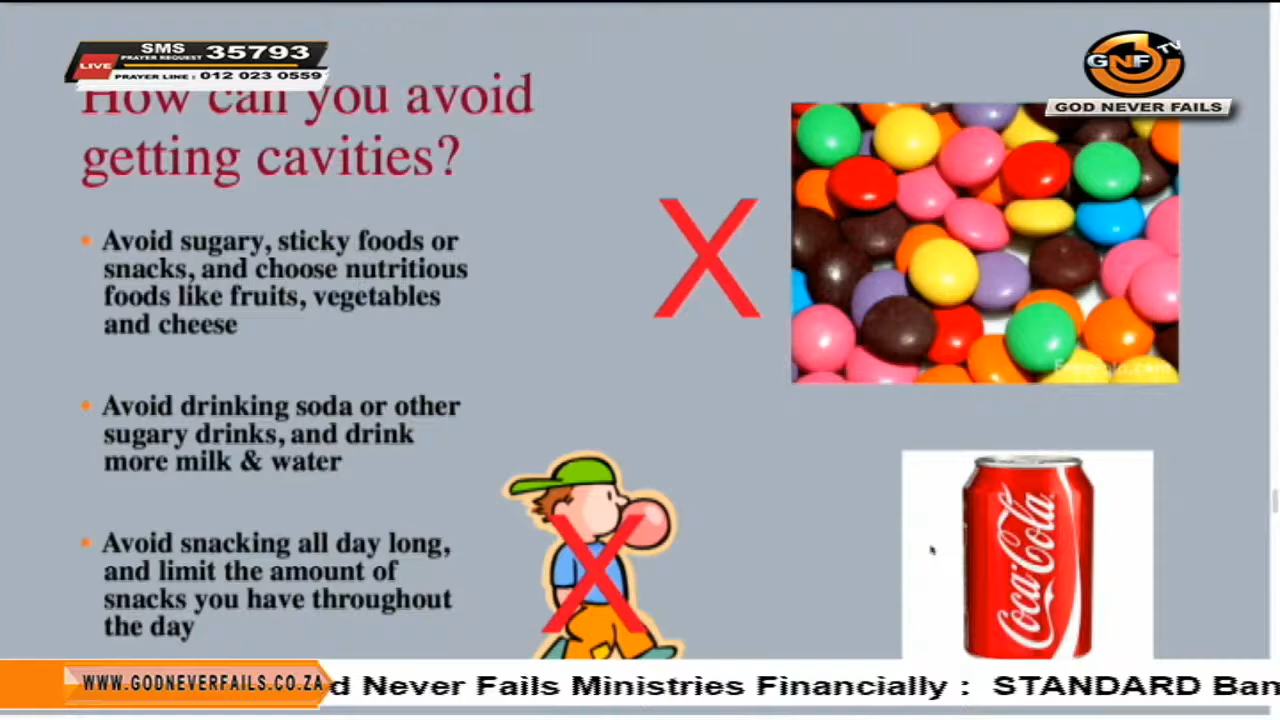 SMS
PRAYER REQUEST
35793
LIVE
PRAYER LINE : 012 023 0559
GNF TV
GOD NEVER FAILS
How can you avoid
getting cavities?
• Avoid sugary, sticky foods or
snacks, and choose nutritious
foods like fruits, vegetables
and cheese
X
• Avoid drinking soda or other
sugary drinks, and drink
more milk & water
• Avoid snacking all day long,
and limit the amount of
snacks you have throughout
the day
X
Coca-Cola
WWW.GODNEVERFAILS.CO.ZA
d Never Fails Ministries Financially : STANDARD Ban